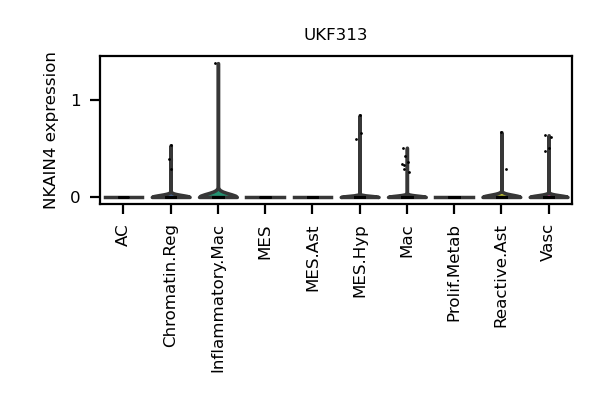 UKF313
NKAIN4 expression
1
0
AC
Chromatin.Reg
Inflammatory.Mac
MES
MES.Ast
MES.Hyp
Mac
Prolif.Metab
Reactive.Ast
Vasc